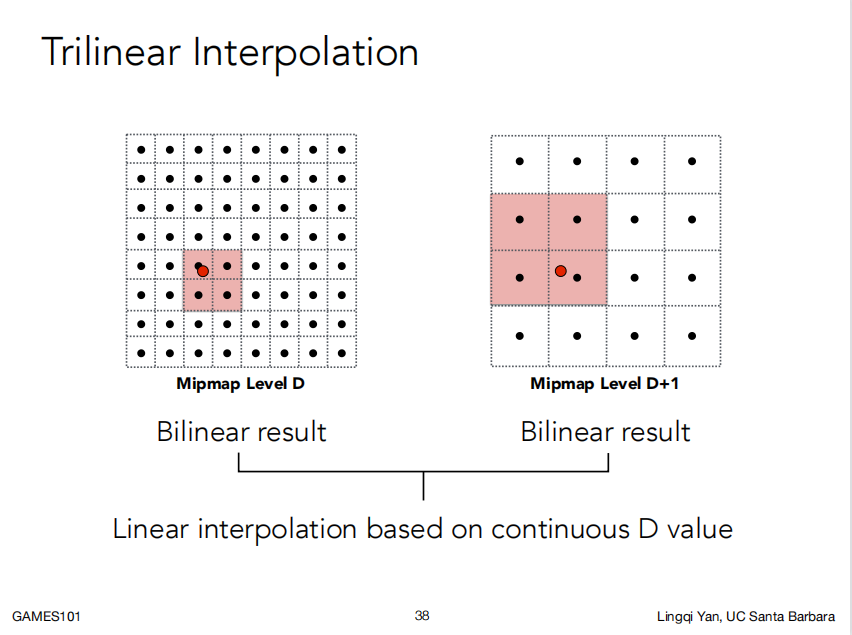 Trilinear Interpolation
Mipmap Level D
Mipmap Level D+1
Bilinear result
Bilinear result
Linear interpolation based on continuous D value
GAMES101
38
Lingqi Yan, UC Santa Barbara